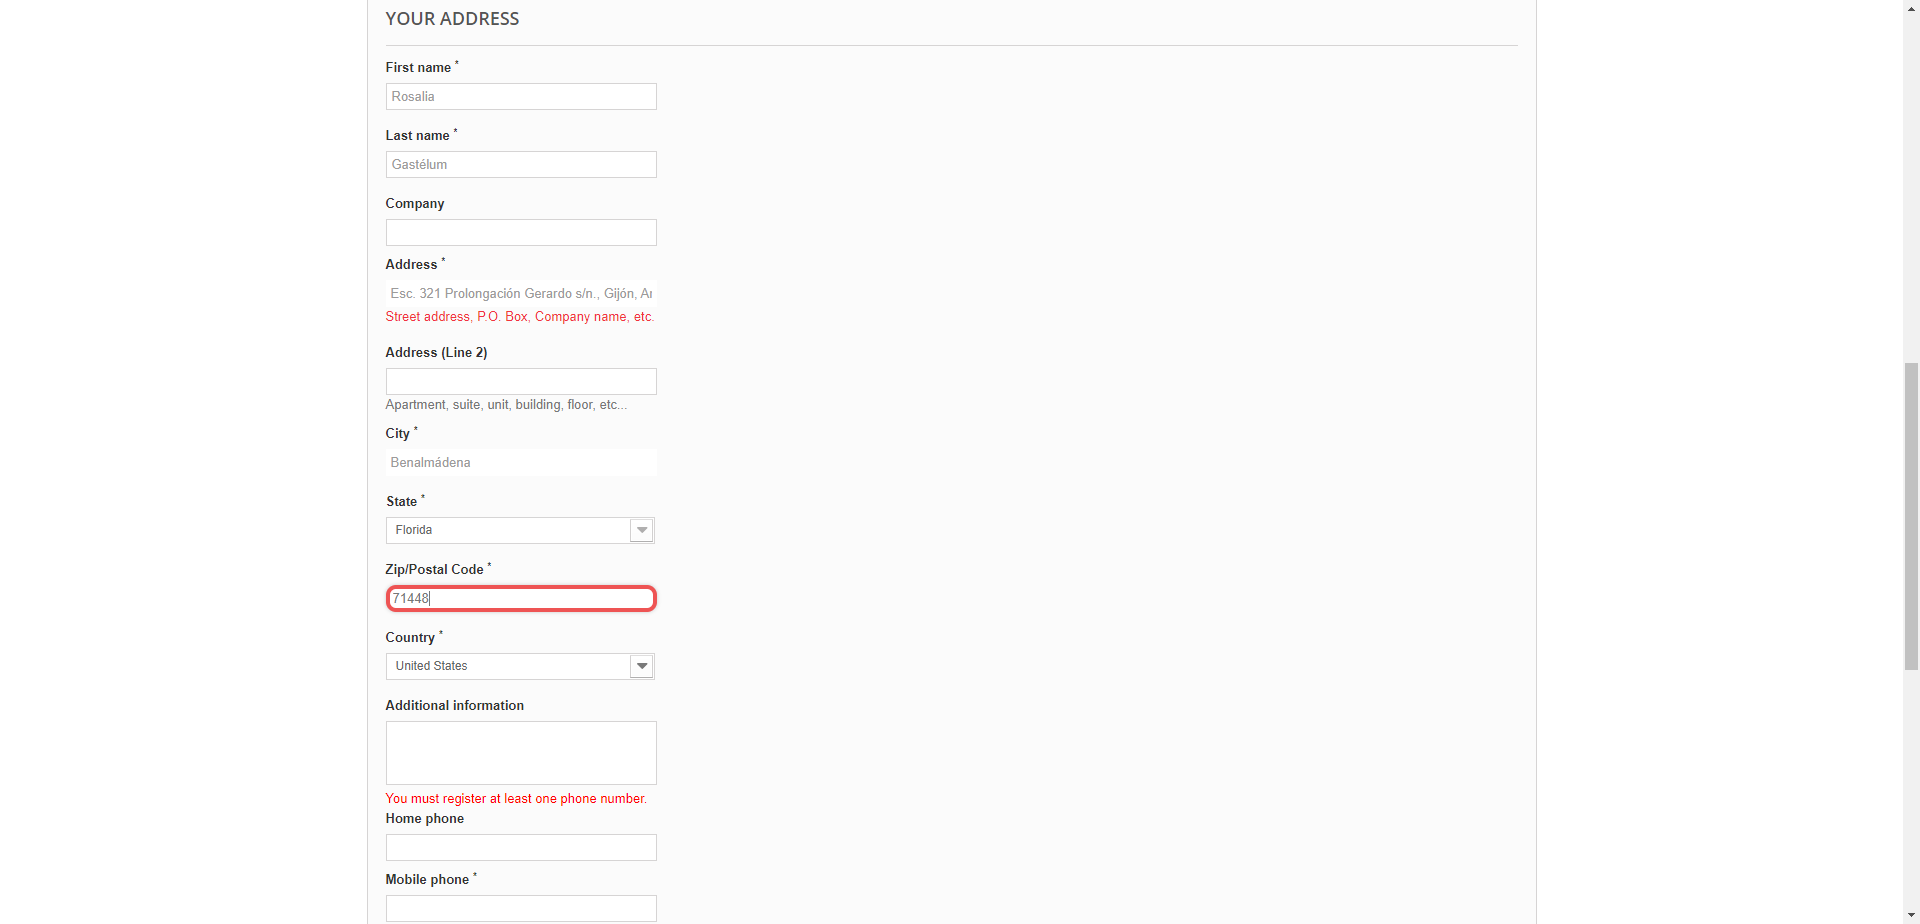 YOUR ADDRESS
First name *
Rosalia
Last name *
Gastélum
Company
Address *
Esc. 321 Prolongación Gerardo s/n., Gijón, Ar
Street address, P.O. Box, Company name, etc.
Address (Line 2)
Apartment, suite, unit, building, floor, etc...
City *
Benalmádena
State *
Florida
Zip/Postal Code *
71448
Country *
United States
Additional information
You must register at least one phone number.
Home phone
Mobile phone *